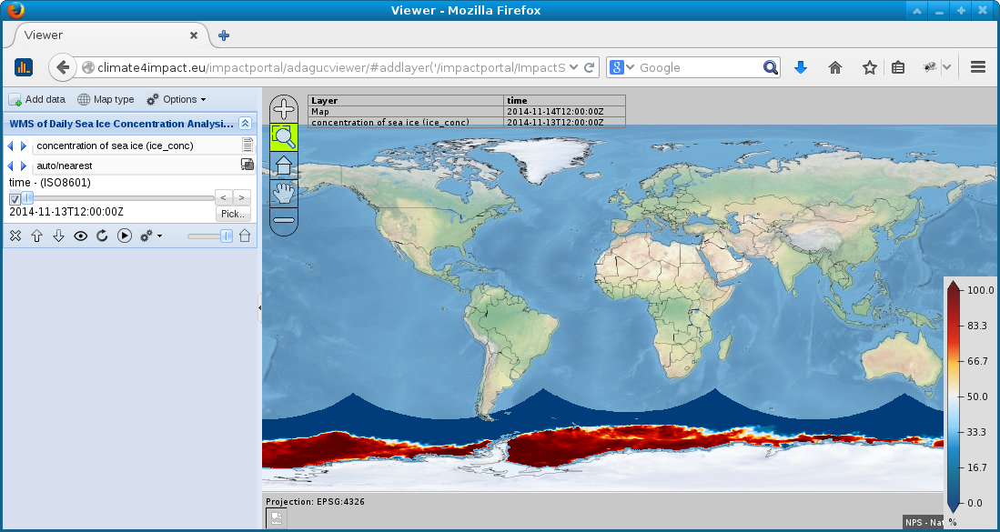 Viewer - Mozilla Firefox
Viewer
climate4impact.eu/impactportal/adagucviewer/#addlayer('/impactportal/ImpactS
8 Google
Add data Map type Options
WMS of Daily Sea Ice Concentration Analysi...
concentration of sea ice (ice_conc)
auto/nearest
time - (ISO8601)
< >
2014-11-13T12:00:00Z
Pick..
Layer time
Map 2014-11-14T12:00:00Z
concentration of sea ice (ice_conc) 2014-11-13T12:00:00Z
100.0
83.3
66.7
50.0
33.3
16.7
0.0
%
Projection: EPSG:4326
NPS - Nat